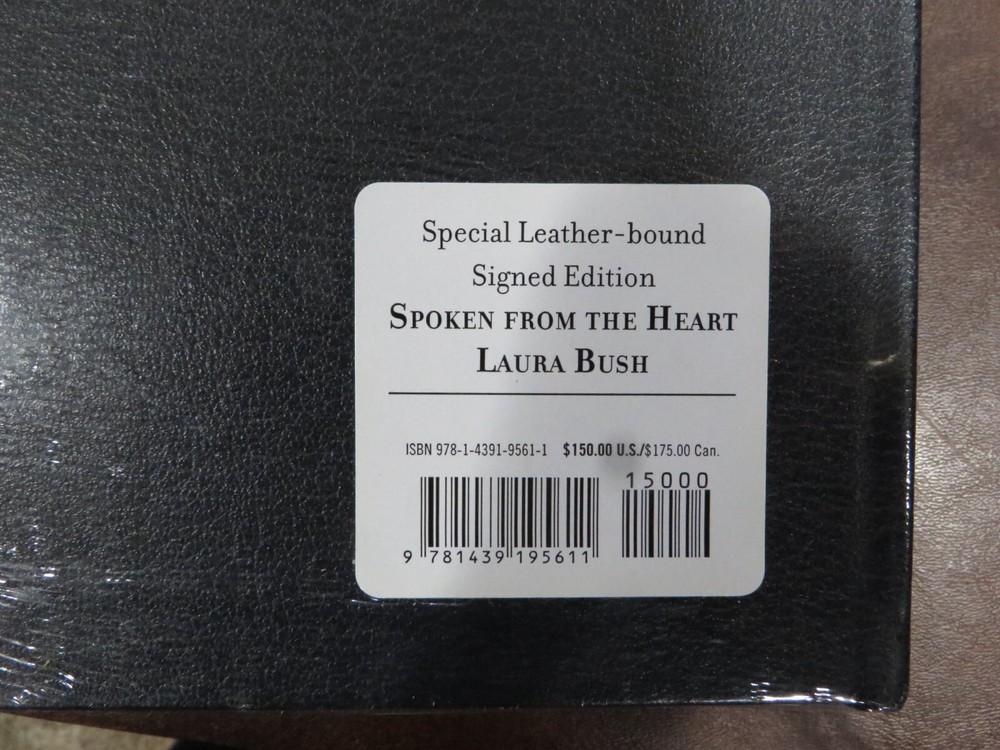 Special Leather-bound
Signed Edition
SPOKEN FROM THE HEART
LAURA BUSH
ISBN 978-1-4391-9561-1 $150.00 U.S./$175.00 Can.
15000
9 781439 195611